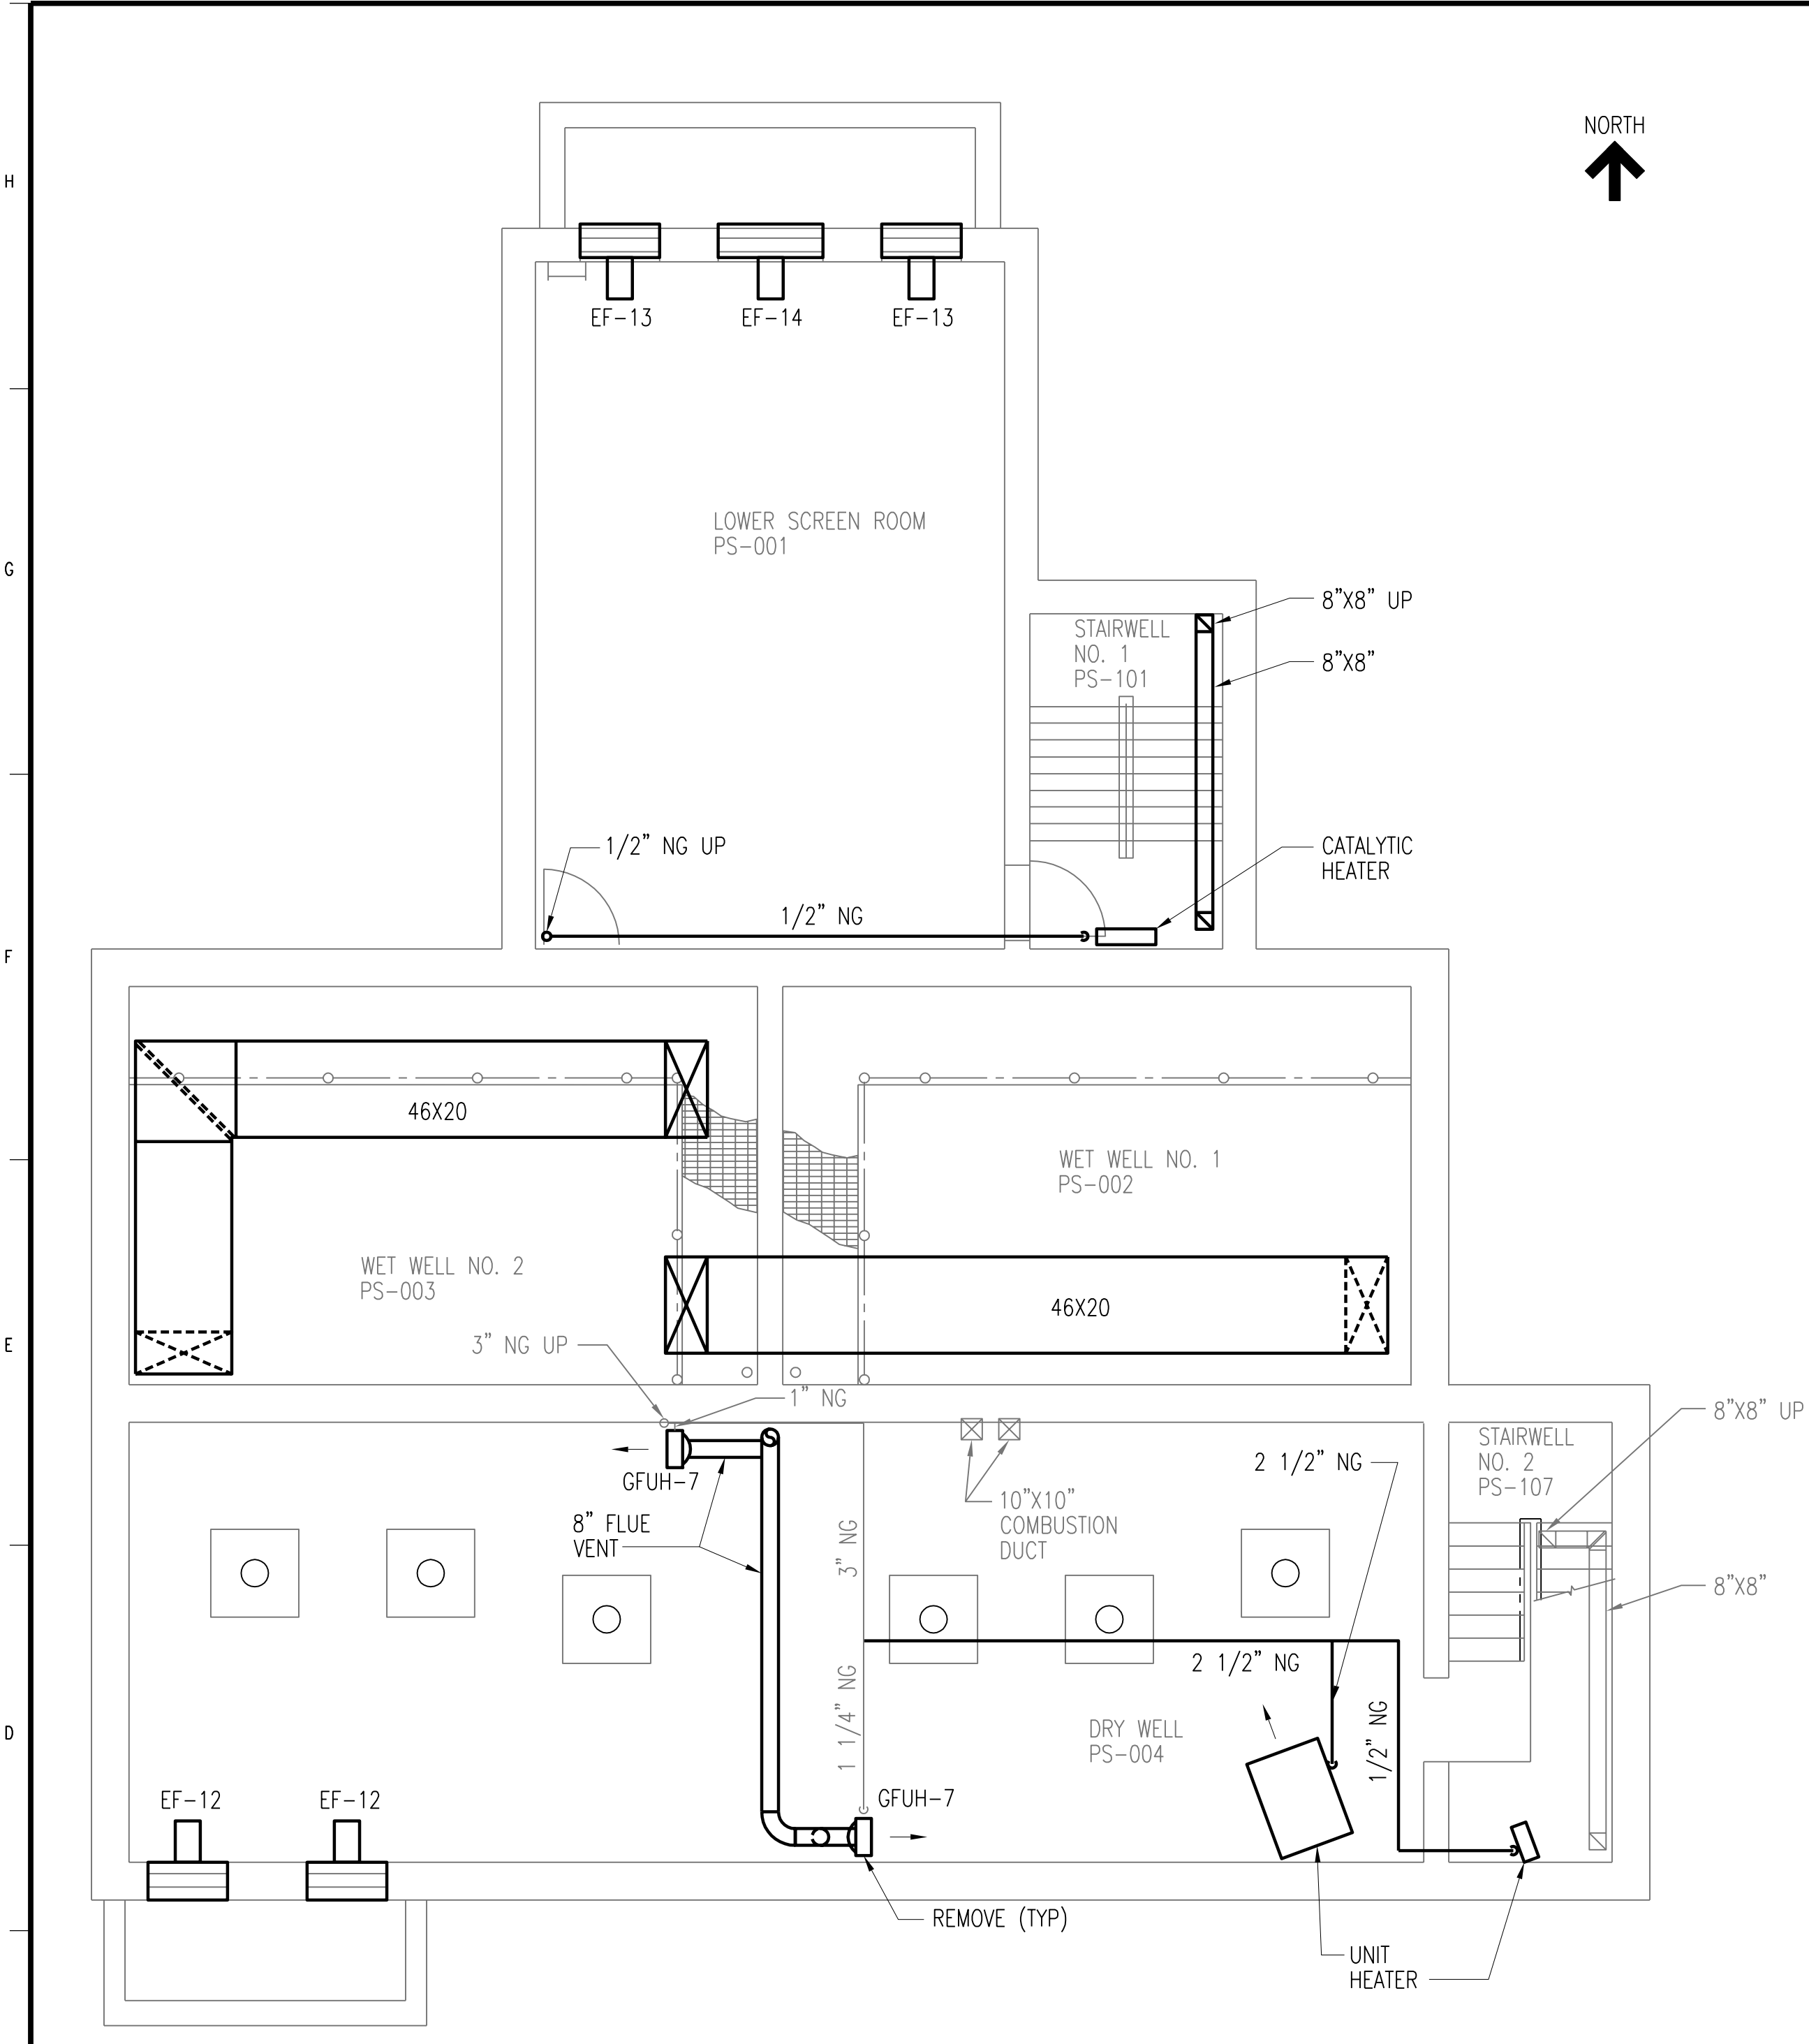 NORTH
H
EF-13
EF-14
EF-13
LOWER SCREEN ROOM
PS-001
G
8"X8" UP
STAIRWELL
NO. 1
PS-101
8"X8"
1/2" NG UP
CATALYTIC
HEATER
1/2" NG
F
46X20
WET WELL NO. 1
PS-002
WET WELL NO. 2
PS-003
46X20
3" NG UP
E
1" NG
8"X8" UP
STAIRWELL
NO. 2
PS-107
2 1/2" NG
GFUH-7
10"X10"
COMBUSTION
DUCT
8" FLUE
VENT
3" NG
8"X8"
2 1/2" NG
1 1/4" NG
1/2" NG
DRY WELL
PS-004
D
EF-12
EF-12
GFUH-7
REMOVE (TYP)
UNIT
HEATER